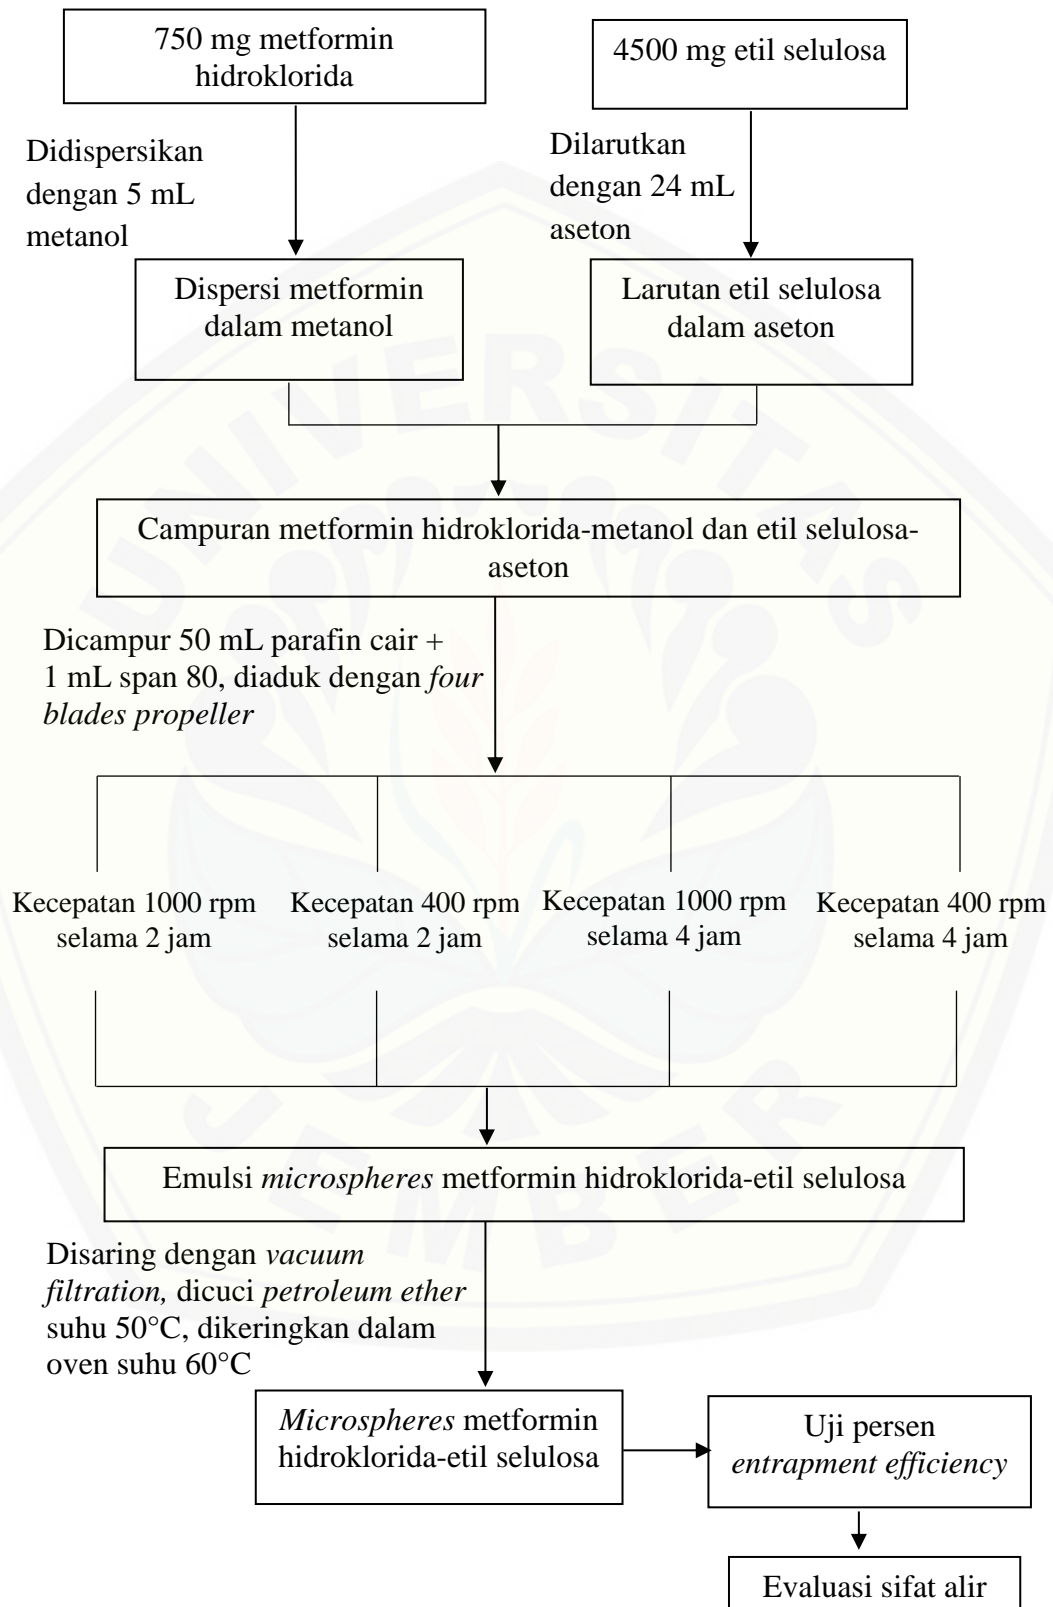 750 mg metformin
hidroklorida
4500 mg etil selulosa
Didispersikan
dengan 5 mL
metanol
Dilarutkan
dengan 24 mL
aseton
Dispersi metformin
dalam metanol
Larutan etil selulosa
dalam aseton
Campuran metformin hidroklorida-metanol dan etil selulosa-
aseton
Dicampur 50 mL parafin cair +
1 mL span 80, diaduk dengan four
blades propeller
Kecepatan 1000 rpm
selama 2 jam
Kecepatan 400 rpm
selama 2 jam
Kecepatan 1000 rpm
selama 4 jam
Kecepatan 400 rpm
selama 4 jam
Emulsi microspheres metformin hidroklorida-etil selulosa
Disaring dengan vacuum
filtration, dicuci petroleum ether
suhu 50°C, dikeringkan dalam
oven suhu 60°C
Microspheres metformin
hidroklorida-etil selulosa
Uji persen
entrapment efficiency
Evaluasi sifat alir
UNIVERSITAS
JEMBER